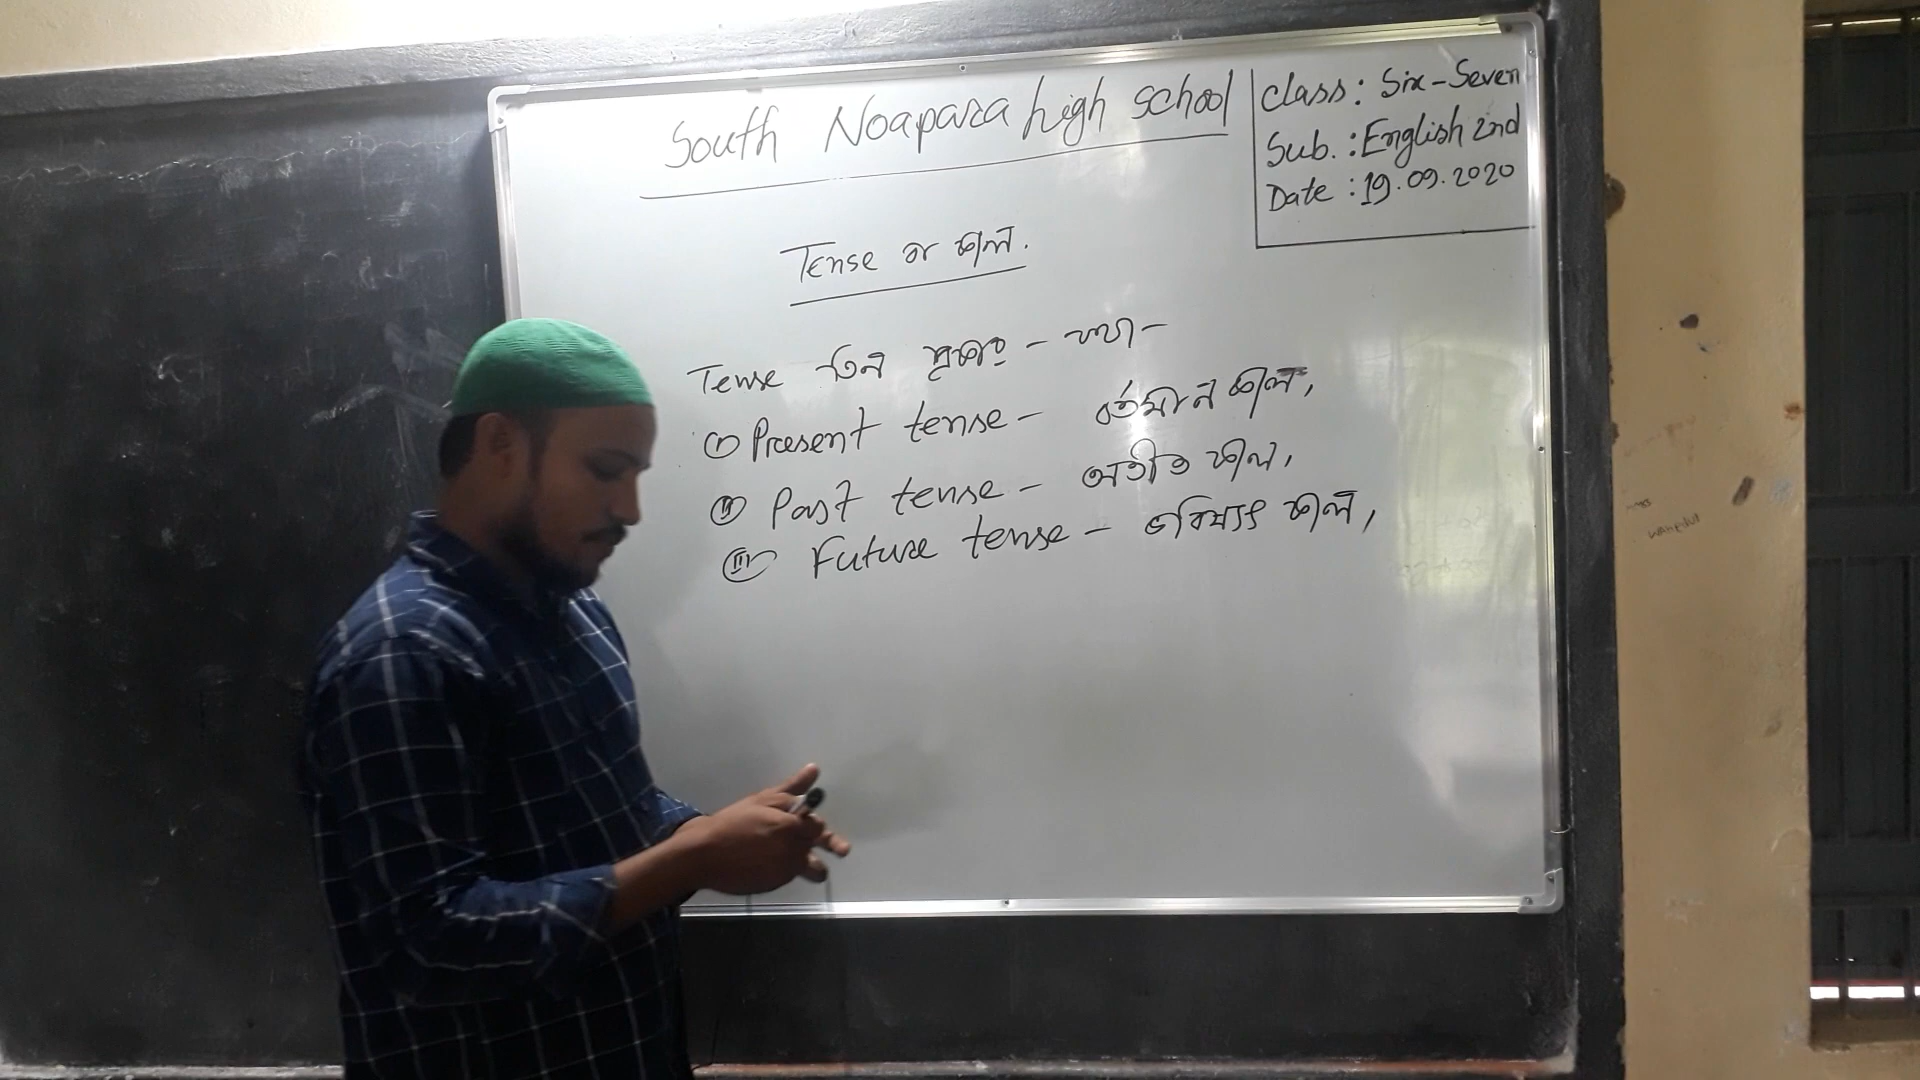 South Noapara high school
Class: Six-Seven
Sub.: English 2nd
Date: 19.09.2020
Tense or কাল.
Tense তিন প্রকার - যথা-
(i) Present tense - বর্তমান কাল,
(ii) Past tense - অতীত কাল,
(iii) Future tense - ভবিষ্যৎ কাল,